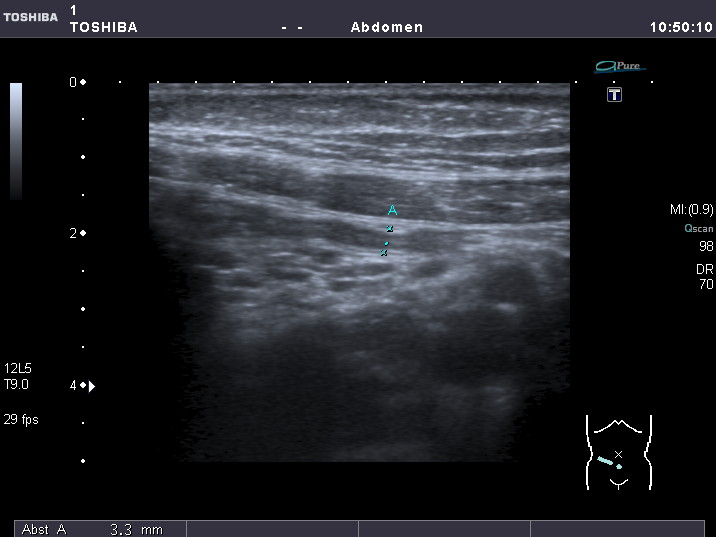 TOSHIBA
1
TOSHIBA - - Abdomen 10:50:10
APure
T
0
A
2
4
MI:(0.9)
Qscan
98
DR
70
12L5
T9.0
29 fps
Abst A 3.3 mm